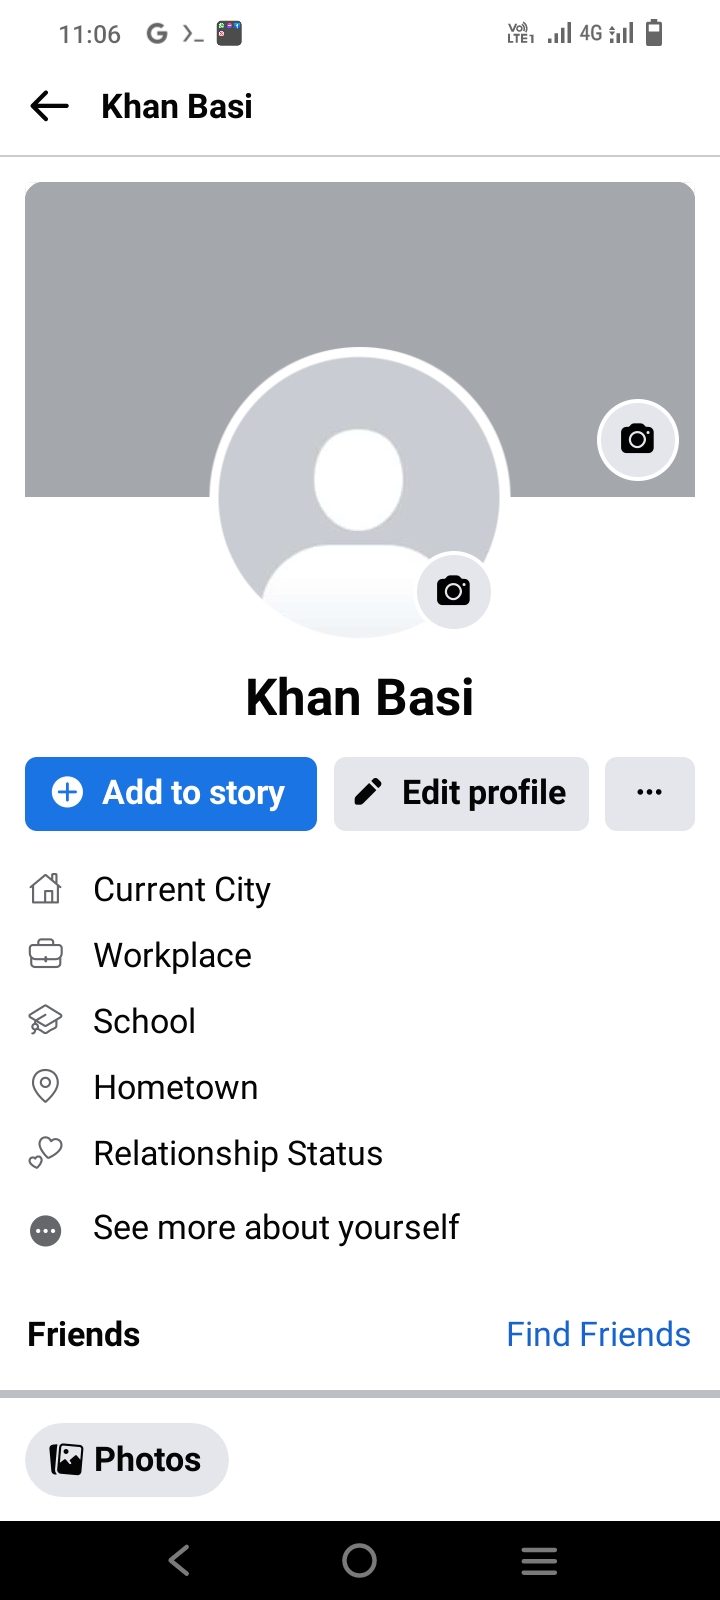 11:06
Vo) LTE1 4G
Khan Basi
Khan Basi
Add to story
Edit profile
Current City
Workplace
School
Hometown
Relationship Status
See more about yourself
Friends
Find Friends
Photos